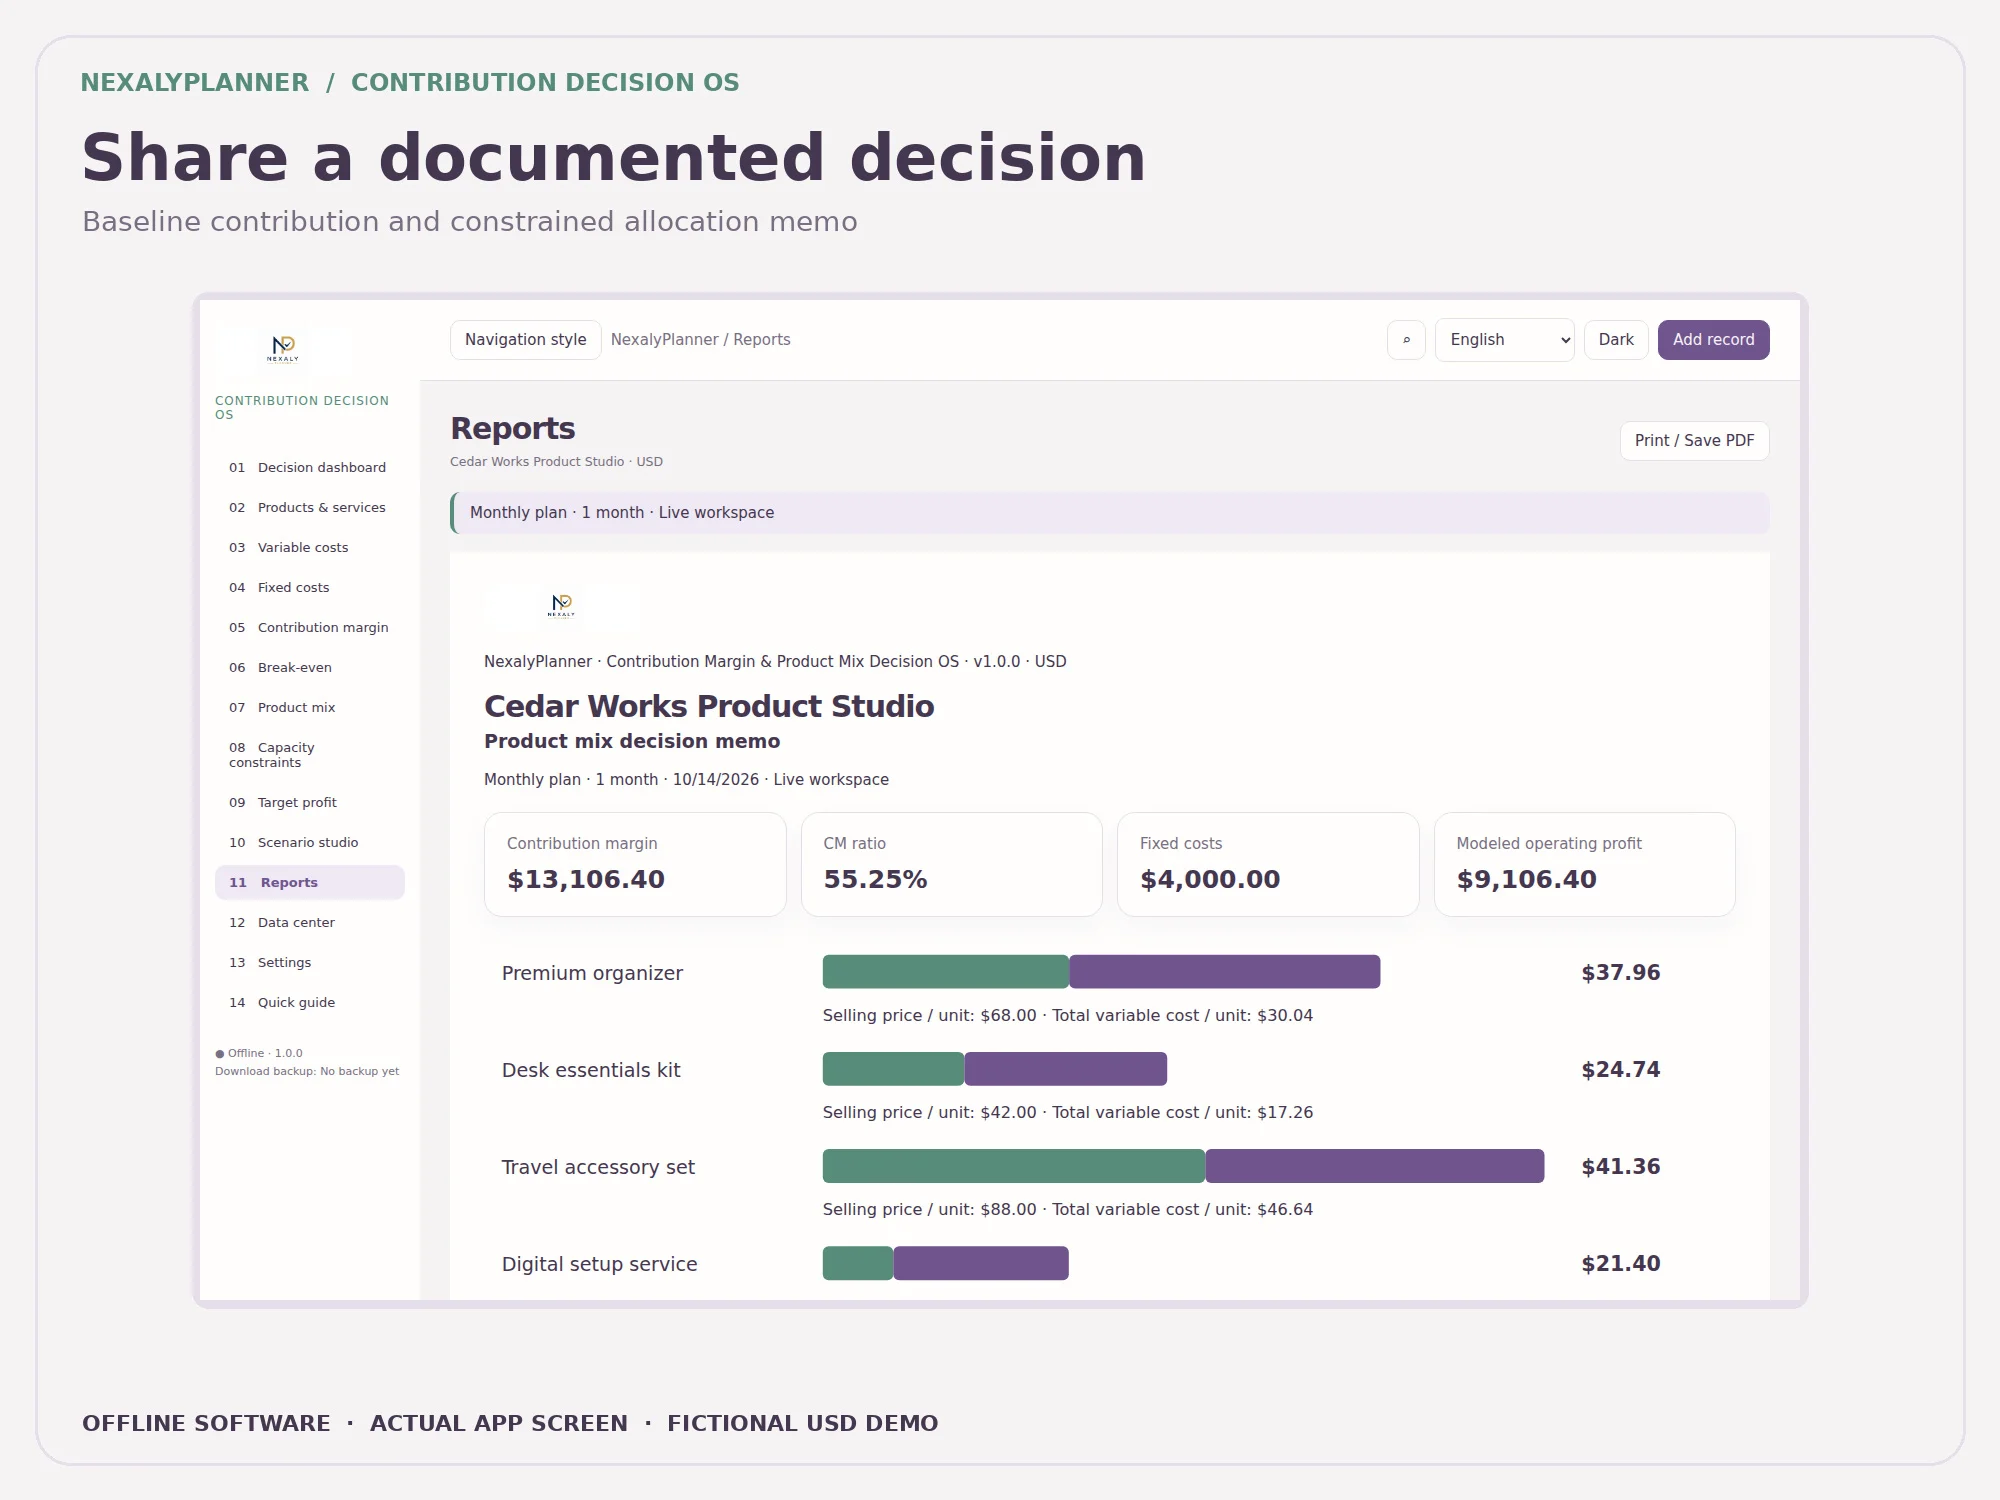 NEXALYPLANNER / CONTRIBUTION DECISION OS
Share a documented decision
Baseline contribution and constrained allocation memo
NEXALY
CONTRIBUTION DECISION
OS
01 Decision dashboard
02 Products & services
03 Variable costs
04 Fixed costs
05 Contribution margin
06 Break-even
07 Product mix
08 Capacity
constraints
09 Target profit
10 Scenario studio
11 Reports
12 Data center
13 Settings
14 Quick guide
● Offline · 1.0.0
Download backup: No backup yet
Navigation style
NexalyPlanner / Reports
English
Dark
Add record
Reports
Cedar Works Product Studio · USD
Print / Save PDF
Monthly plan · 1 month · Live workspace
NEXALY
NexalyPlanner · Contribution Margin & Product Mix Decision OS · v1.0.0 · USD
Cedar Works Product Studio
Product mix decision memo
Monthly plan · 1 month · 10/14/2026 · Live workspace
Contribution margin
$13,106.40
CM ratio
55.25%
Fixed costs
$4,000.00
Modeled operating profit
$9,106.40
Premium organizer
$37.96
Selling price / unit: $68.00 · Total variable cost / unit: $30.04
Desk essentials kit
$24.74
Selling price / unit: $42.00 · Total variable cost / unit: $17.26
Travel accessory set
$41.36
Selling price / unit: $88.00 · Total variable cost / unit: $46.64
Digital setup service
$21.40
OFFLINE SOFTWARE · ACTUAL APP SCREEN · FICTIONAL USD DEMO